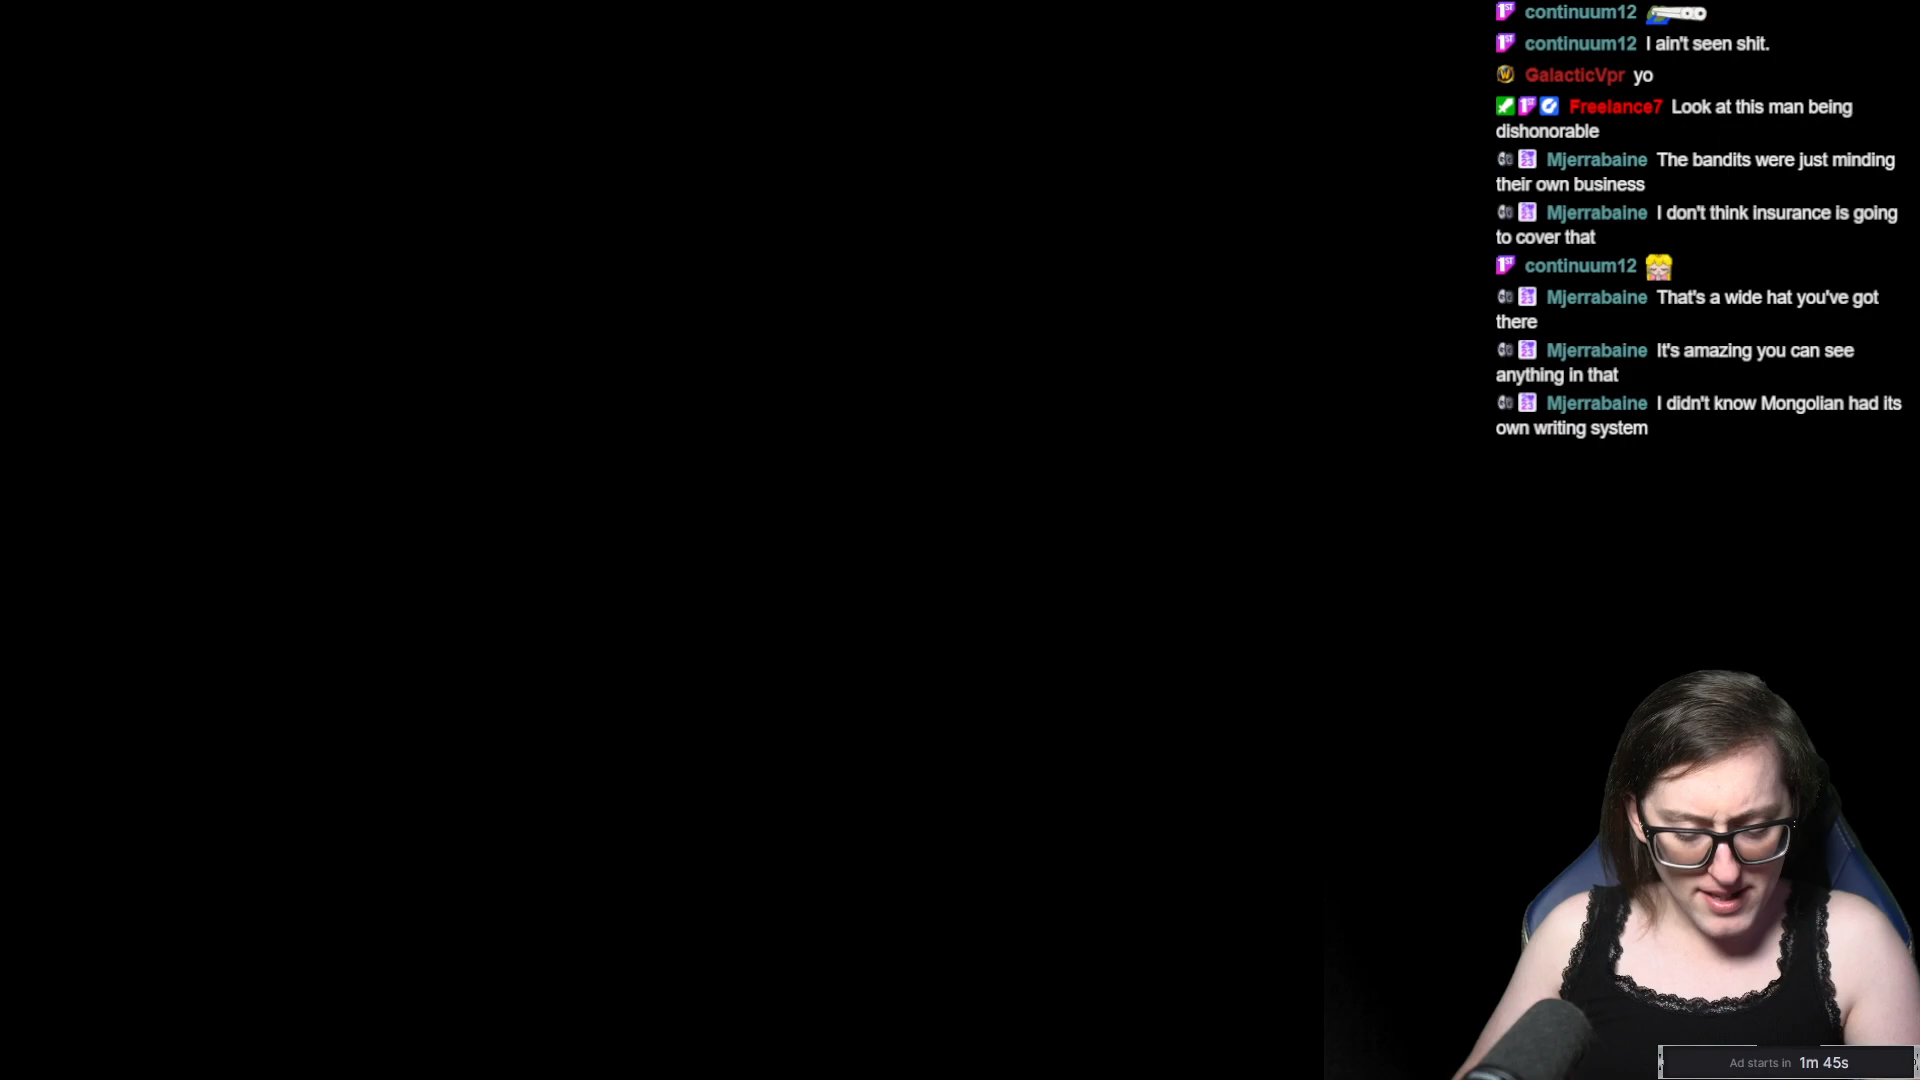 continuum12
continuum12 I ain't seen shit.
GalacticVpr yo
Freelance7 Look at this man being
dishonorable
Mjerrabaine The bandits were just minding
their own business
Mjerrabaine I don't think insurance is going
to cover that
continuum12
Mjerrabaine That's a wide hat you've got
there
Mjerrabaine It's amazing you can see
anything in that
Mjerrabaine I didn't know Mongolian had its
own writing system
Ad starts in 1m 45s